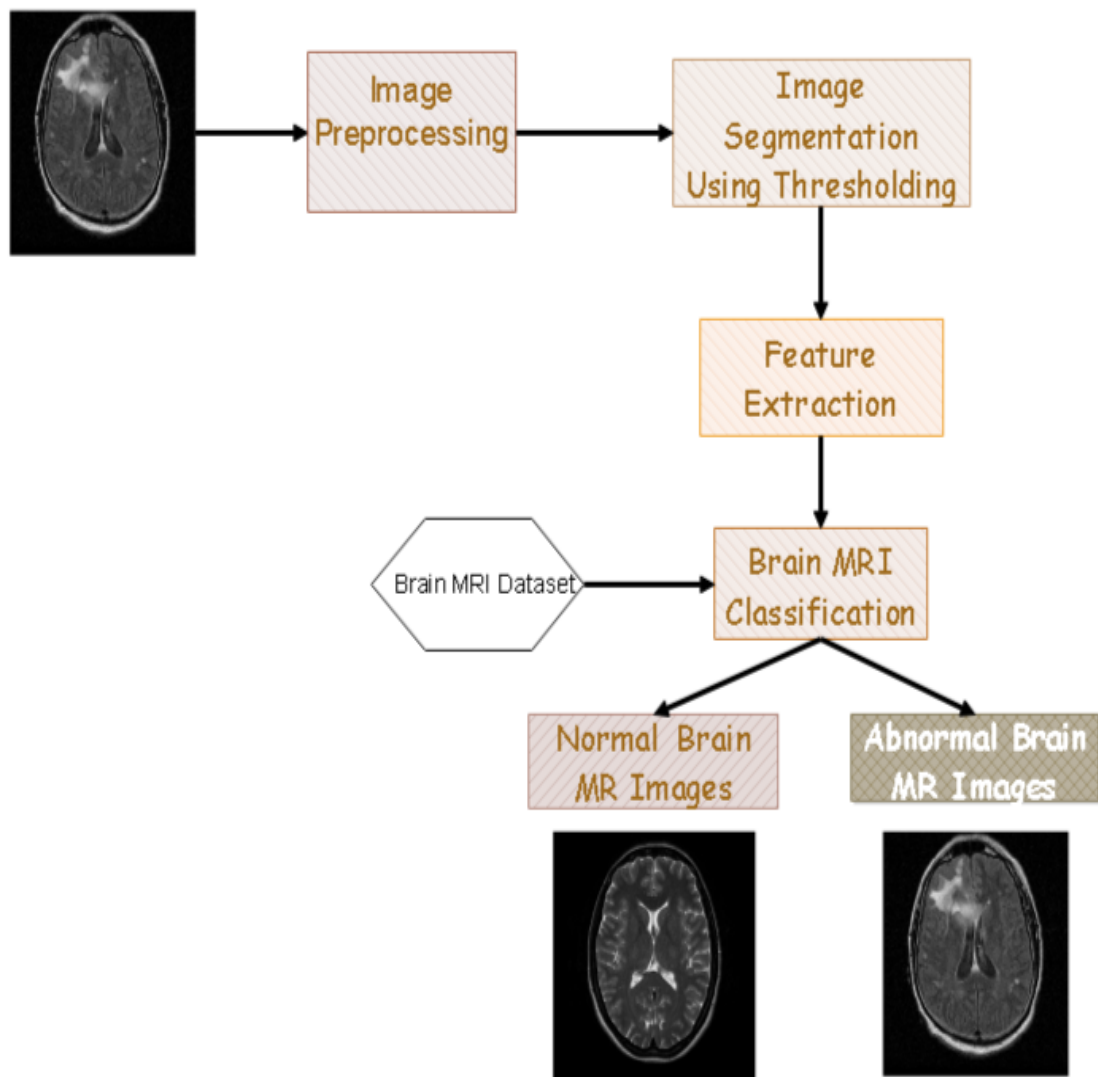 Image
Preprocessing
Image
Segmentation
Using Thresholding
Feature
Extraction
Brain MRI Dataset
Brain MRI
Classification
Normal Brain
MR Images
Abnormal Brain
MR Images